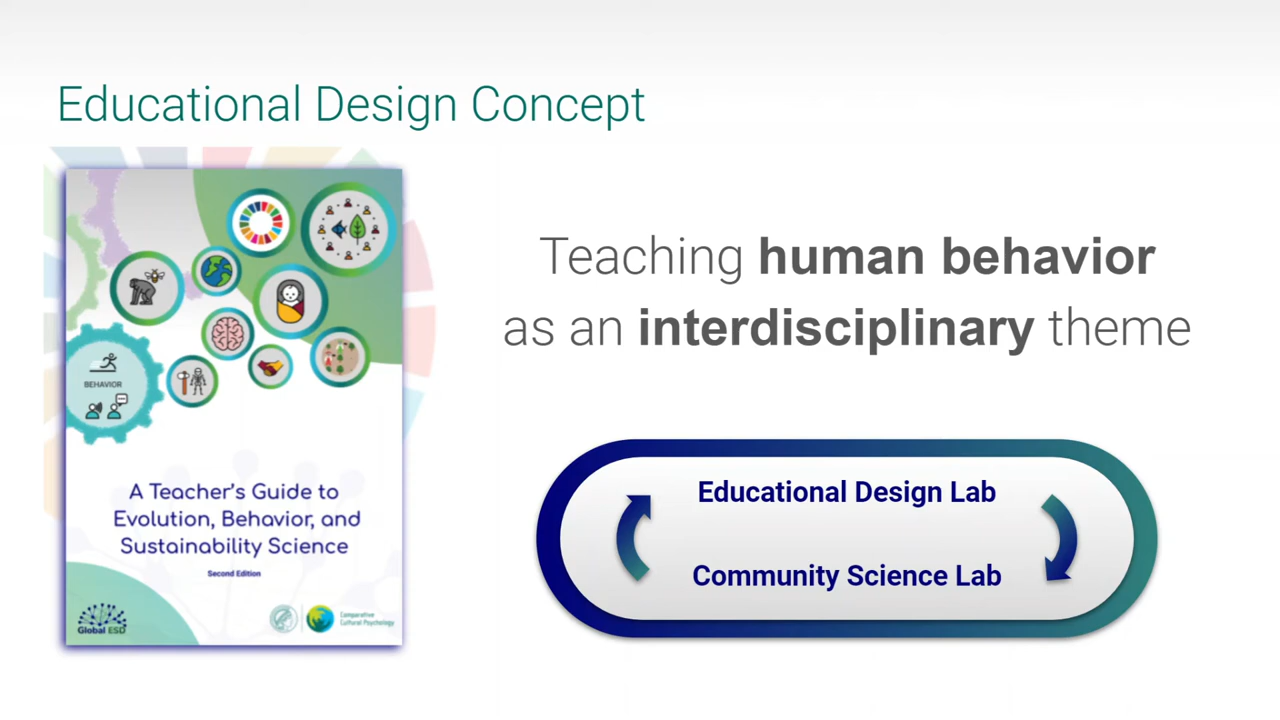 Educational Design Concept
BEHAVIOR
A Teacher's Guide to
Evolution, Behavior, and
Sustainability Science
Second Edition
Global ESD
Comparative
Cultural Psychology
Teaching human behavior
as an interdisciplinary theme
Educational Design Lab
Community Science Lab